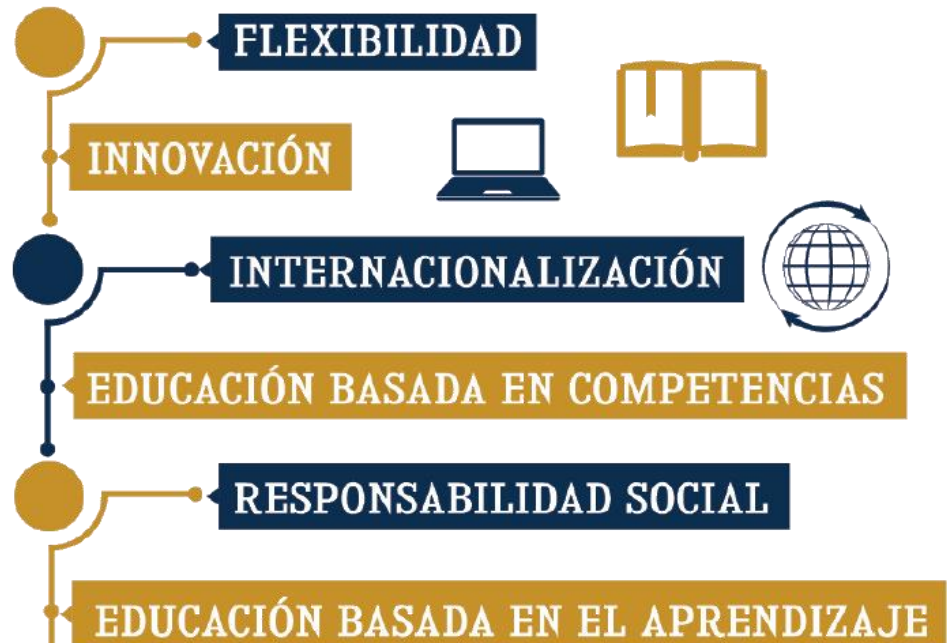 FLEXIBILIDAD
INNOVACIÓN
INTERNACIONALIZACIÓN
EDUCACIÓN BASADA EN COMPETENCIAS
RESPONSABILIDAD SOCIAL
EDUCACIÓN BASADA EN EL APRENDIZAJE